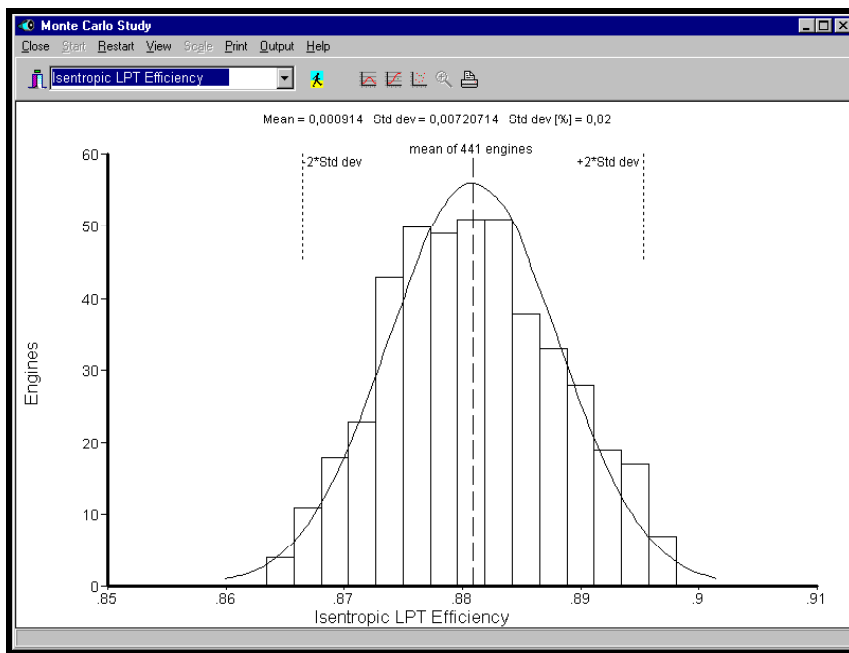 Monte Carlo Study
Close Start Restart View Scale Print Output Help
Isentropic LPT Efficiency
Mean = 0,000914 Std dev = 0,00720714 Std dev [%] = 0,02
mean of 441 engines
-2*Std dev
+2*Std dev
60
50
40
30
20
10
0
Engines
.85 .86 .87 .88 .89 .9 .91
Isentropic LPT Efficiency